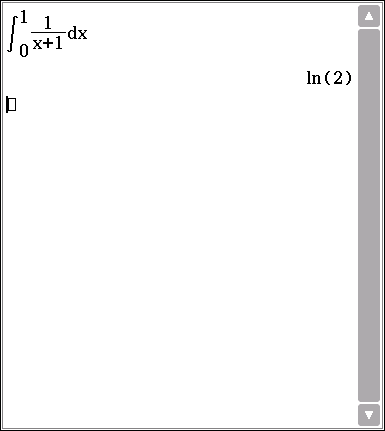 ∫₀¹ 1/(x+1) dx
ln(2)